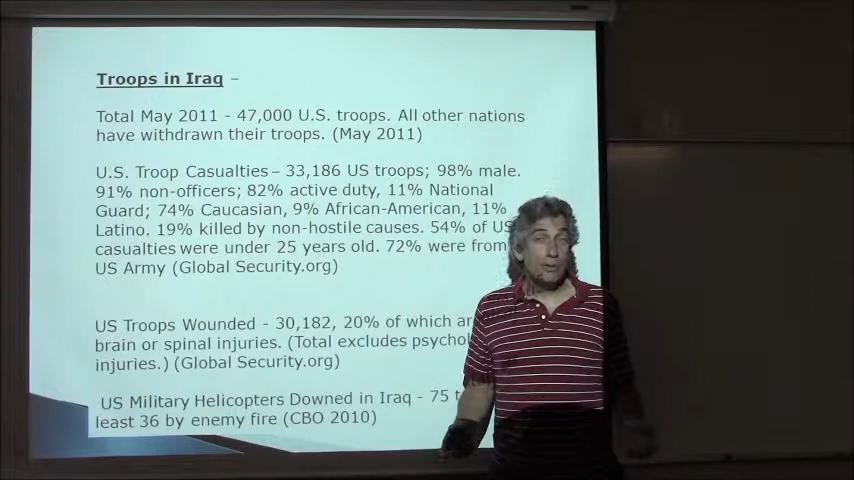 Troops in Iraq –
Total May 2011 - 47,000 U.S. troops. All other nations
have withdrawn their troops. (May 2011)
U.S. Troop Casualties – 33,186 US troops; 98% male.
91% non-officers; 82% active duty, 11% National
Guard; 74% Caucasian, 9% African-American, 11%
Latino. 19% killed by non-hostile causes. 54% of US
casualties were under 25 years old. 72% were from
US Army (Global Security.org)
US Troops Wounded - 30,182, 20% of which
brain or spinal injuries. (Total excludes
injuries.) (Global Security.org)
US Military Helicopters Downed in Iraq - 75
least 36 by enemy fire (CBO 2010)